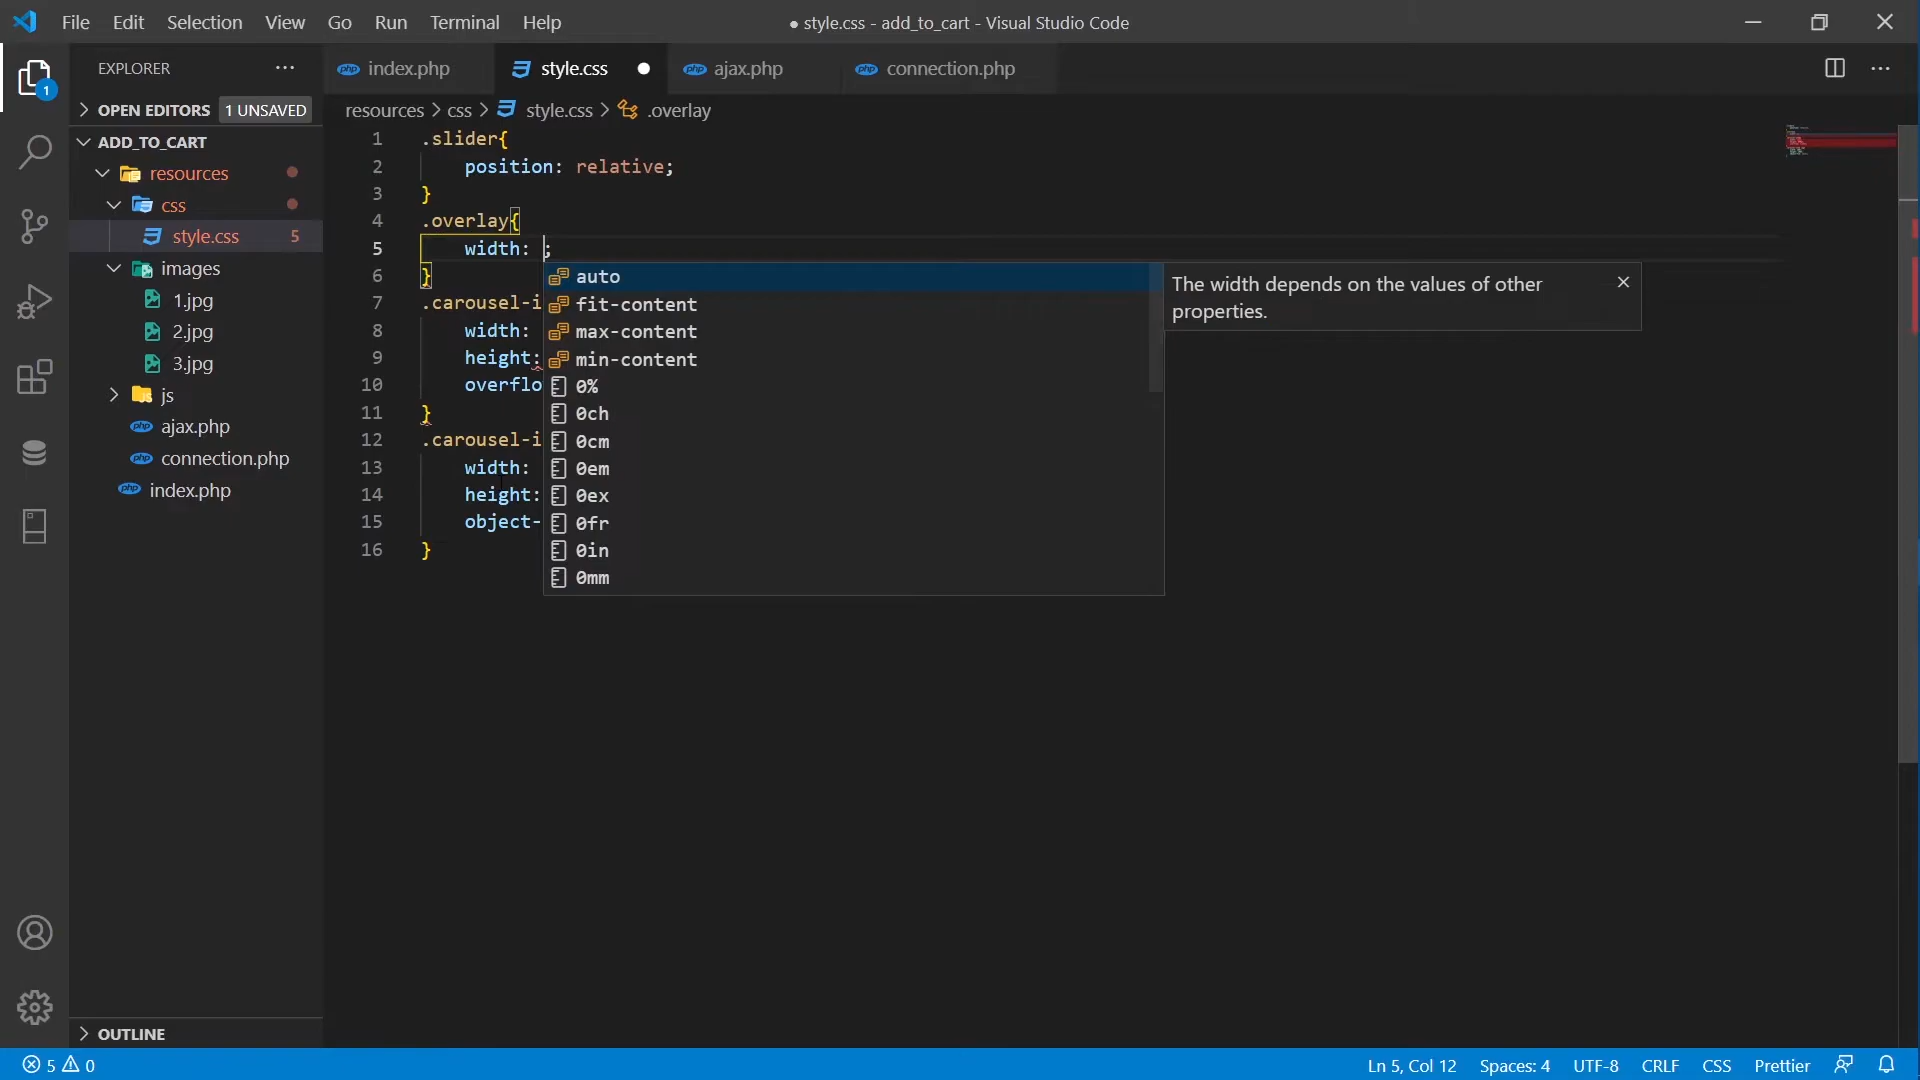 File Edit Selection View Go Run Terminal Help
● style.css - add_to_cart - Visual Studio Code
EXPLORER
index.php
style.css
ajax.php
connection.php
OPEN EDITORS 1 UNSAVED
resources > css > style.css > .overlay
ADD_TO_CART
resources
css
style.css 5
images
1.jpg
2.jpg
3.jpg
js
ajax.php
connection.php
index.php
OUTLINE
1
1 .slider{
2 position: relative;
3 }
4 .overlay{
5 width: ;
6 }
7 .carousel-i
8 width:
9 height:
10 overflo
11 }
12 .carousel-i
13 width:
14 height:
15 object-
16 }
auto
fit-content
max-content
min-content
0%
0ch
0cm
0em
0ex
0fr
0in
0mm
The width depends on the values of other
properties.
5 0
Ln 5, Col 12 Spaces: 4 UTF-8 CRLF CSS Prettier